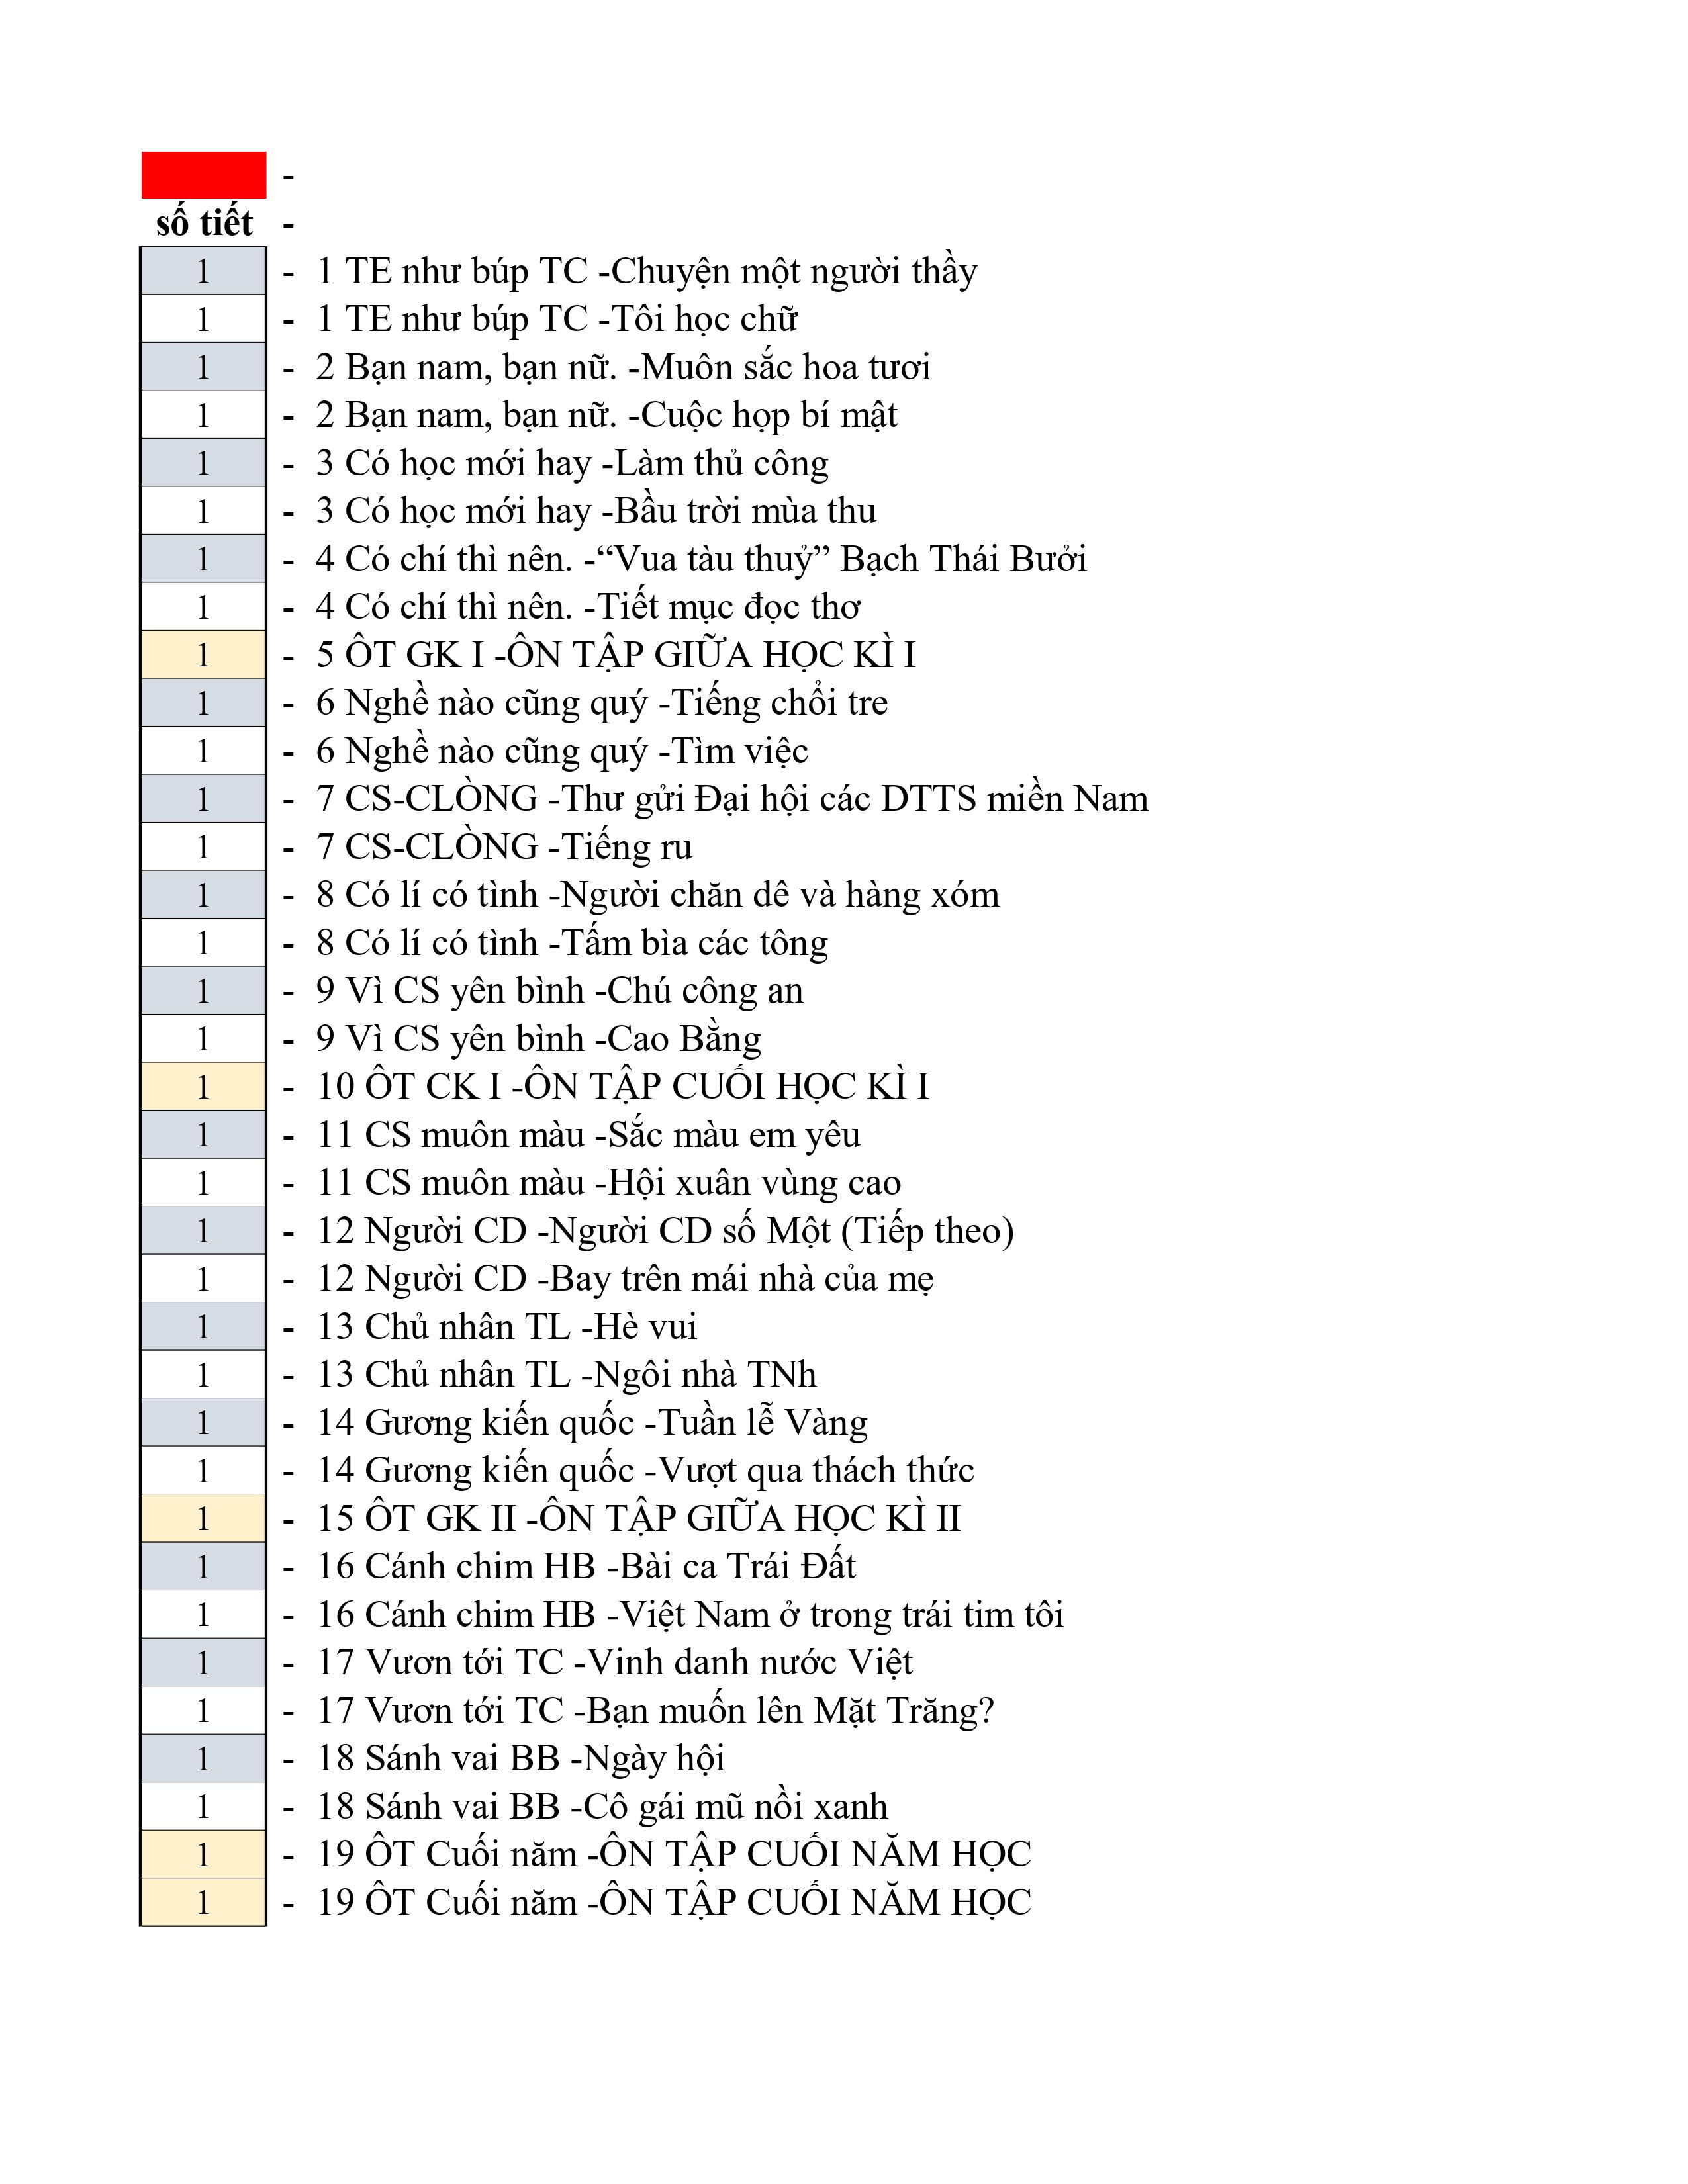 -
số tiết -
1 - 1 TE như búp TC -Chuyện một người thầy
1 - 1 TE như búp TC -Tôi học chữ
1 - 2 Bạn nam, bạn nữ. -Muôn sắc hoa tươi
1 - 2 Bạn nam, bạn nữ. -Cuộc họp bí mật
1 - 3 Có học mới hay -Làm thủ công
1 - 3 Có học mới hay -Bầu trời mùa thu
1 - 4 Có chí thì nên. -“Vua tàu thuỷ” Bạch Thái Bưởi
1 - 4 Có chí thì nên. -Tiết mục đọc thơ
1 - 5 ÔT GK I -ÔN TẬP GIỮA HỌC KÌ I
1 - 6 Nghề nào cũng quý -Tiếng chổi tre
1 - 6 Nghề nào cũng quý -Tìm việc
1 - 7 CS-CLÒNG -Thư gửi Đại hội các DTTS miền Nam
1 - 7 CS-CLÒNG -Tiếng ru
1 - 8 Có lí có tình -Người chăn dê và hàng xóm
1 - 8 Có lí có tình -Tấm bìa các tông
1 - 9 Vì CS yên bình -Chú công an
1 - 9 Vì CS yên bình -Cao Bằng
1 - 10 ÔT CK I -ÔN TẬP CUỐI HỌC KÌ I
1 - 11 CS muôn màu -Sắc màu em yêu
1 - 11 CS muôn màu -Hội xuân vùng cao
1 - 12 Người CD -Người CD số Một (Tiếp theo)
1 - 12 Người CD -Bay trên mái nhà của mẹ
1 - 13 Chủ nhân TL -Hè vui
1 - 13 Chủ nhân TL -Ngôi nhà TNh
1 - 14 Gương kiến quốc -Tuần lễ Vàng
1 - 14 Gương kiến quốc -Vượt qua thách thức
1 - 15 ÔT GK II -ÔN TẬP GIỮA HỌC KÌ II
1 - 16 Cánh chim HB -Bài ca Trái Đất
1 - 16 Cánh chim HB -Việt Nam ở trong trái tim tôi
1 - 17 Vươn tới TC -Vinh danh nước Việt
1 - 17 Vươn tới TC -Bạn muốn lên Mặt Trăng?
1 - 18 Sánh vai BB -Ngày hội
1 - 18 Sánh vai BB -Cô gái mũ nồi xanh
1 - 19 ÔT Cuối năm -ÔN TẬP CUỐI NĂM HỌC
1 - 19 ÔT Cuối năm -ÔN TẬP CUỐI NĂM HỌC